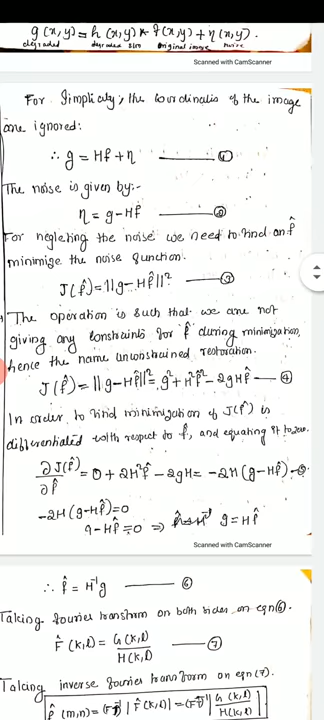 g(x,y) = h(x,y) * f(x,y) + η(x,y).
degraded degraded Original image noise
Scanned with CamScanner
For simplicity, the coordinates of the image
are ignored:
∴ g = Hf + η ——— ①
The noise is given by:-
η = g - Hf ——— ②
For neglecting the noise we need to find an f̂
minimize the noise function.
J(f̂) = ||g - Hf̂||² ——— ③
The operation is such that we are not
giving any constraints for f̂ during minimization,
hence the name unconstrained restoration.
J(f̂) = ||g - Hf̂||² = g² + H²f̂² - 2gHf̂ — ④
In order to find minimization of J(f̂) is
differentiated with respect to f̂, and equating it to zero.
∂J(f̂)/∂f̂ = 0 + 2H²f̂ - 2gH = -2H(g - Hf̂) - ⑤
-2H(g-Hf̂) = 0
g - Hf̂ = 0 ⇒ g = Hf̂
Scanned with CamScanner
∴ f̂ = H⁻¹g ——— ⑥
Taking fourier transform on both sides on eqn ⑥.
F̂(k,l) = G(k,l)/H(k,l) ——— ⑦
Taking inverse fourier transform on eqn (7).
f̂(m,n) = | F̂(k,l) | = G(k,l)/H(k,l)